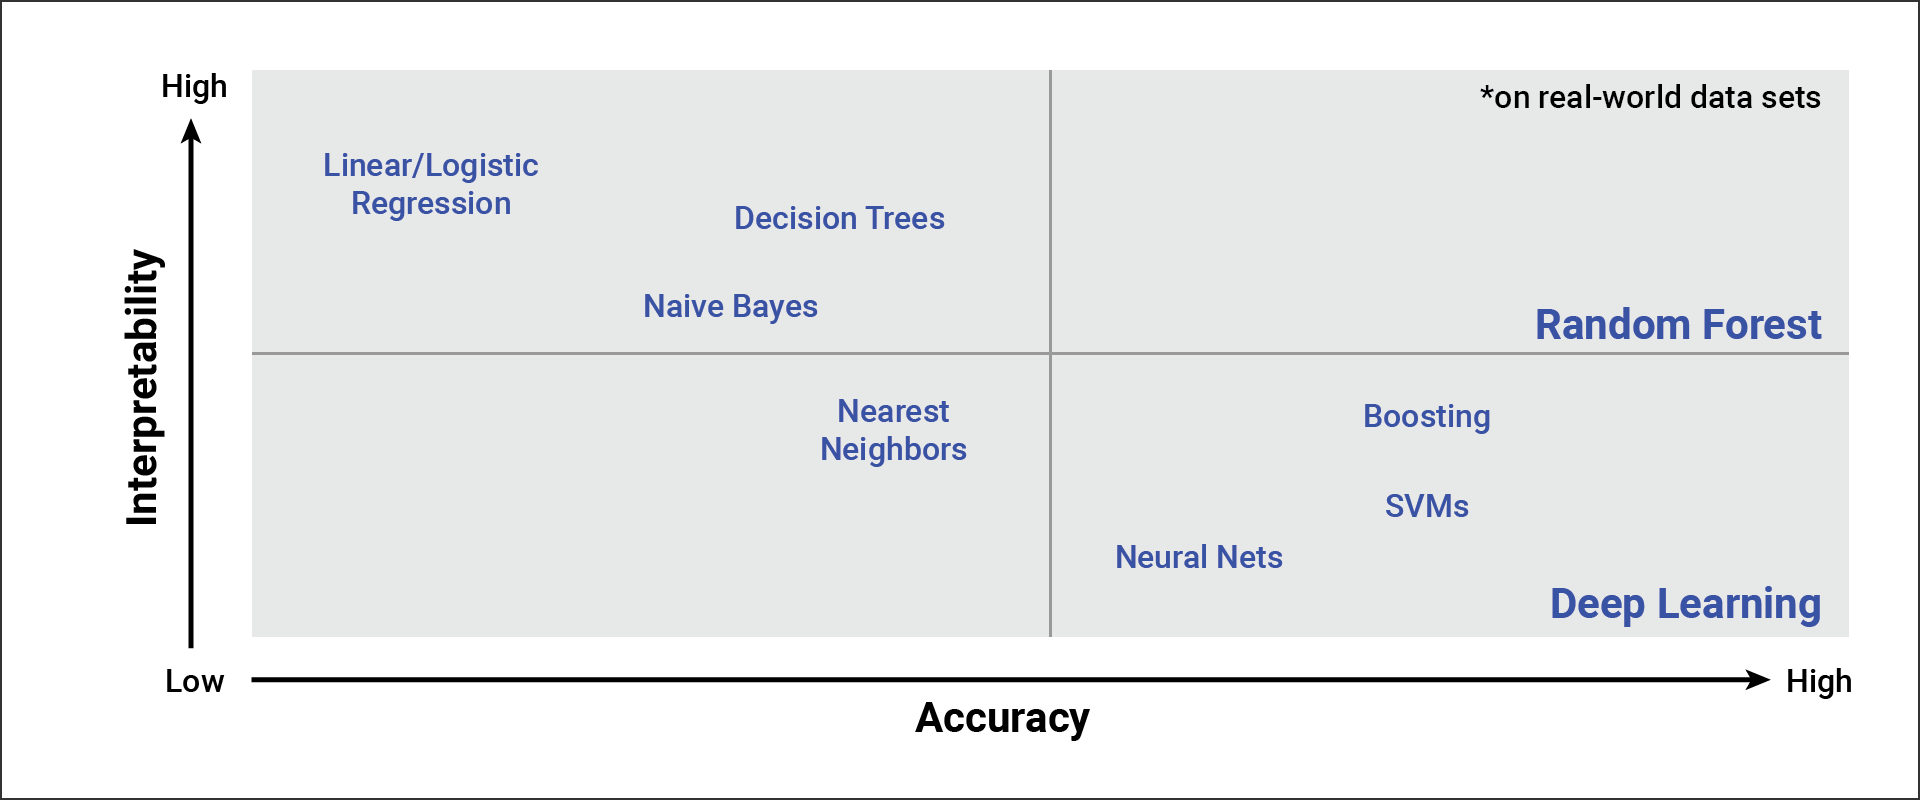 High
*on real-world data sets
Linear/Logistic
Regression
Decision Trees
Naive Bayes
Random Forest
Interpretability
Nearest
Neighbors
Boosting
SVMs
Neural Nets
Deep Learning
Low
High
Accuracy